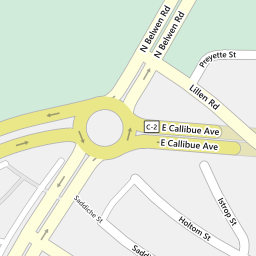 N Belwen Rd
N Belwen Rd
Preyette St
Lillen Rd
C-2
E Callibue Ave
E Callibue Ave
Saddiche St
Holtom St
Istrop St